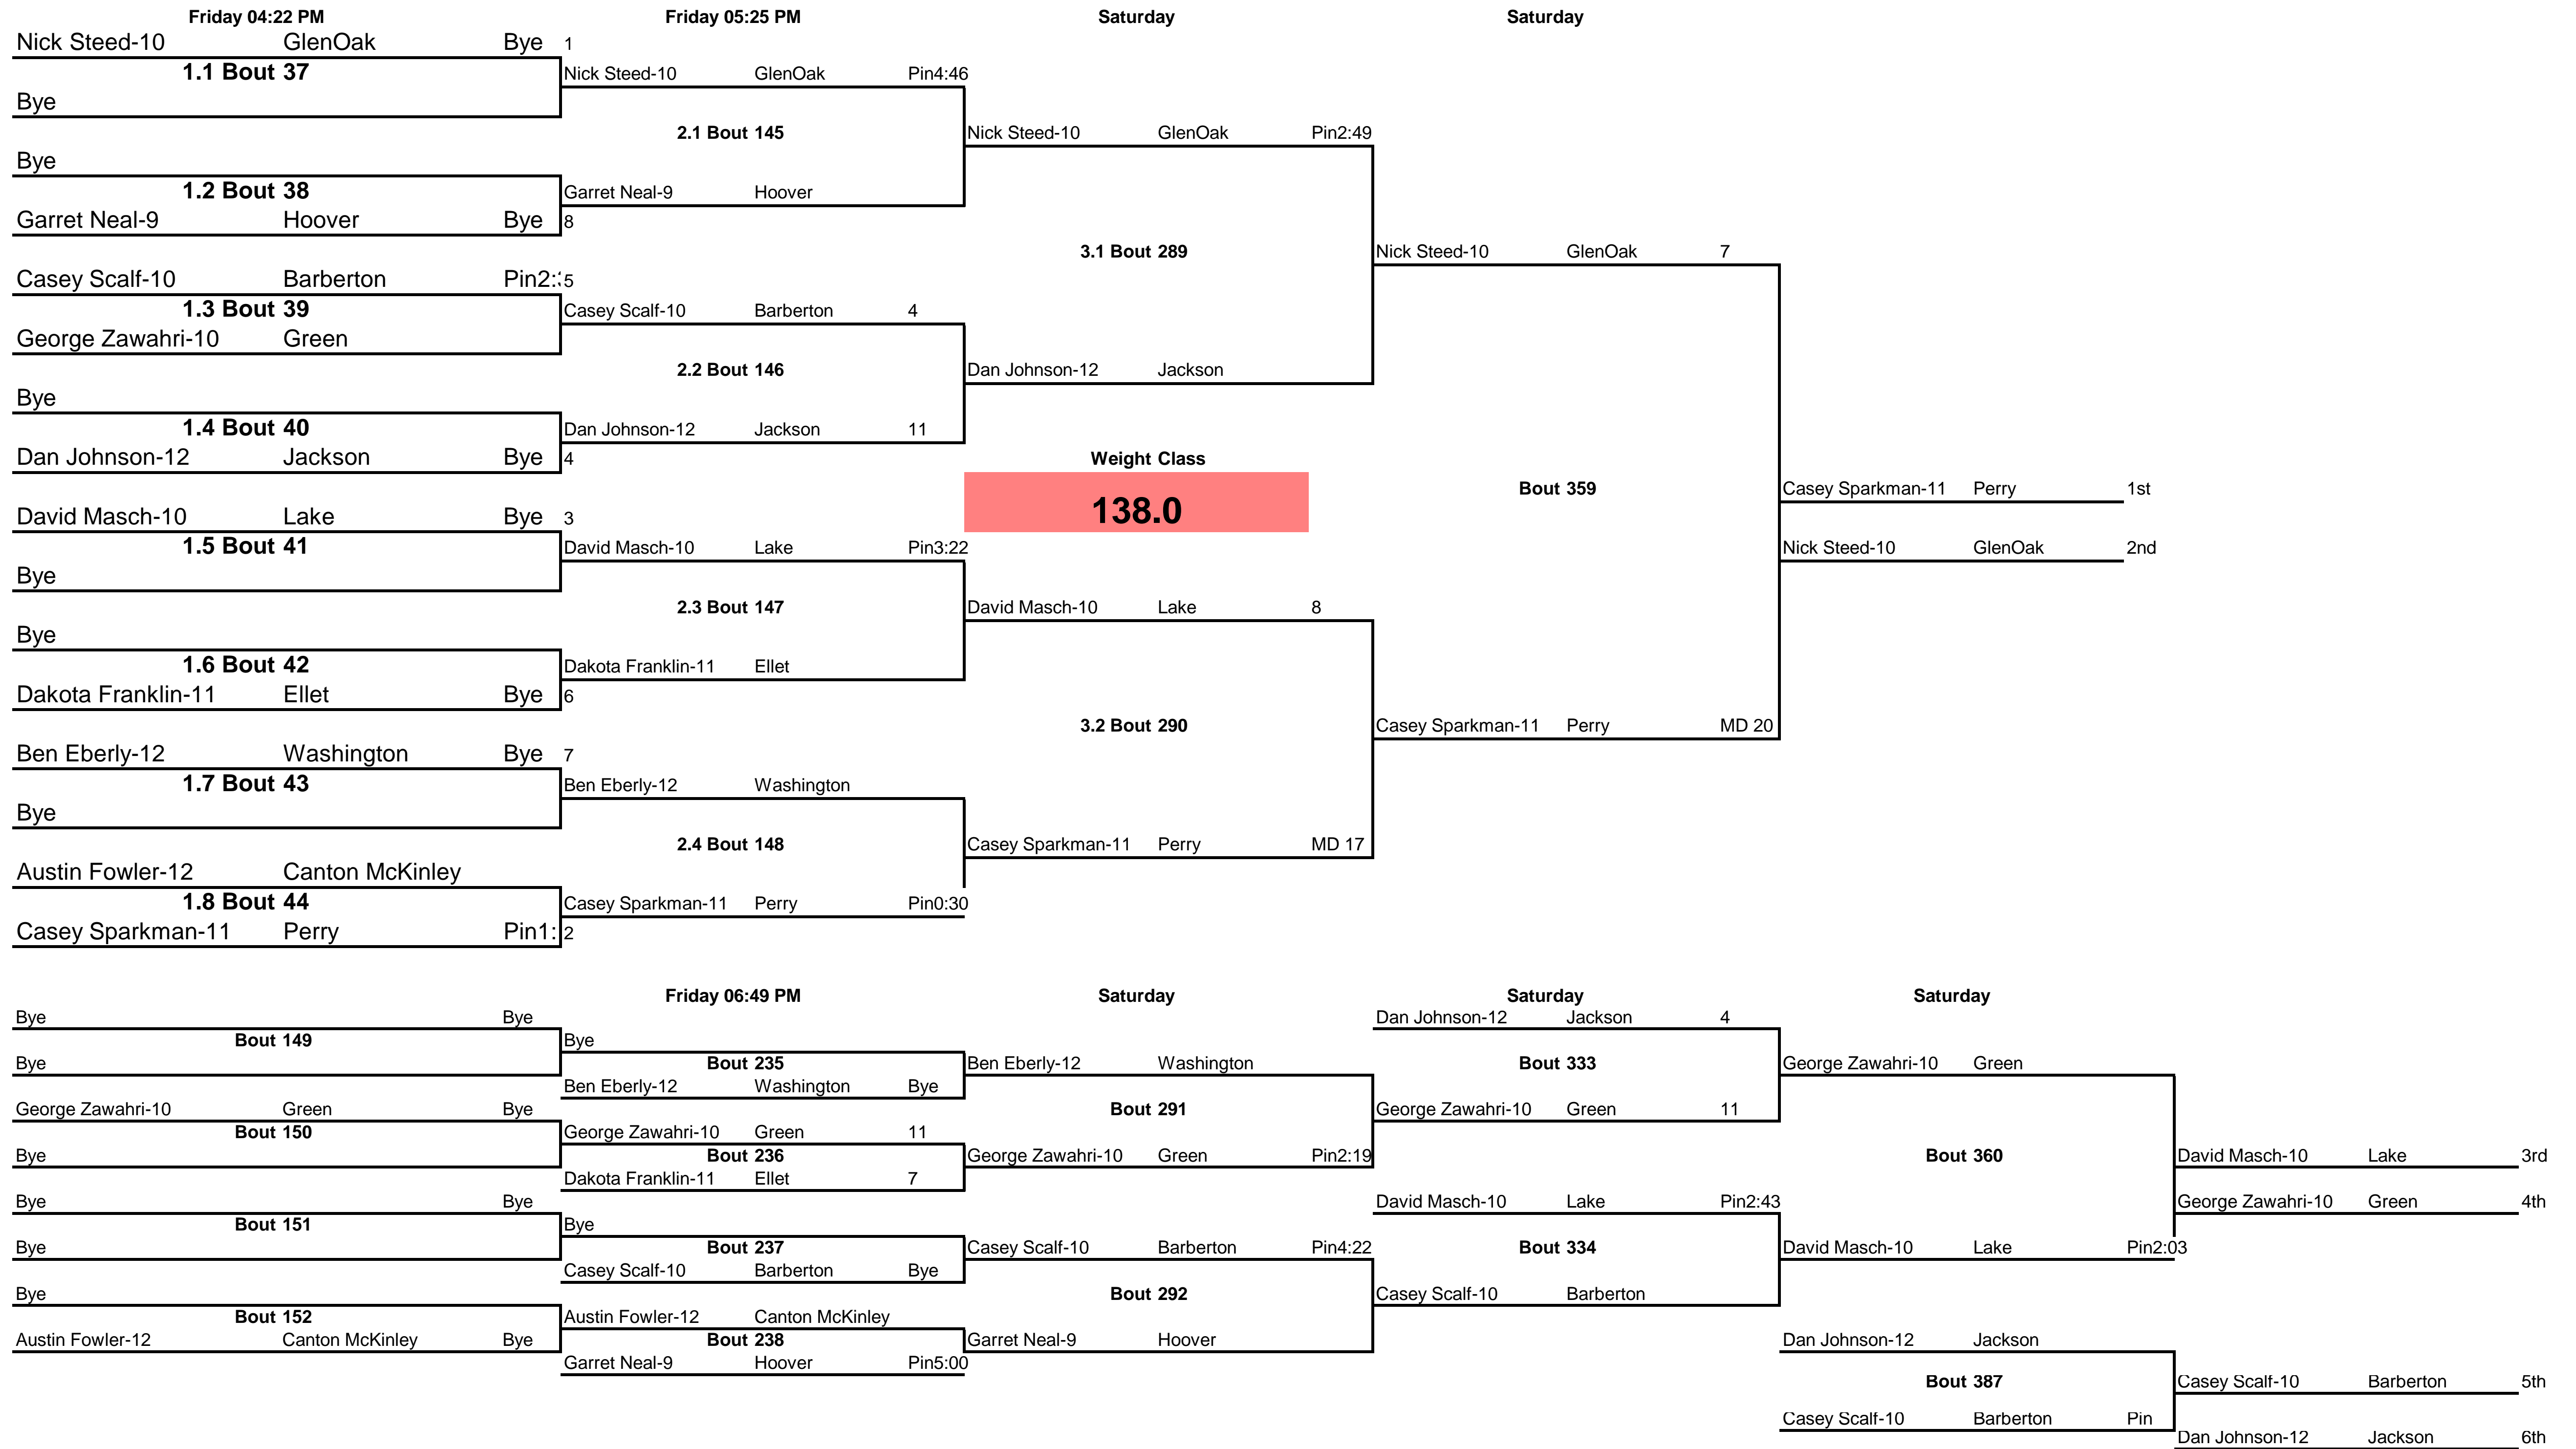 Friday 04:22 PM Friday 05:25 PM Saturday Saturday
Nick Steed-10 GlenOak Bye 1
1.1 Bout 37
Nick Steed-10 GlenOak Pin4:46
Bye
2.1 Bout 145
Nick Steed-10 GlenOak Pin2:49
Bye
1.2 Bout 38
Garret Neal-9 Hoover
Garret Neal-9 Hoover Bye 8
3.1 Bout 289
Nick Steed-10 GlenOak 7
Casey Scalf-10 Barberton Pin2: 5
1.3 Bout 39
Casey Scalf-10 Barberton 4
George Zawahri-10 Green
2.2 Bout 146
Dan Johnson-12 Jackson
Bye
1.4 Bout 40
Dan Johnson-12 Jackson 11
Dan Johnson-12 Jackson Bye 4
Weight Class
138.0
Bout 359
Casey Sparkman-11 Perry 1st
David Masch-10 Lake Bye 3
1.5 Bout 41
David Masch-10 Lake Pin3:22
Nick Steed-10 GlenOak 2nd
Bye
2.3 Bout 147
David Masch-10 Lake 8
Bye
1.6 Bout 42
Dakota Franklin-11 Ellet
Dakota Franklin-11 Ellet Bye 6
3.2 Bout 290
Casey Sparkman-11 Perry MD 20
Ben Eberly-12 Washington Bye 7
1.7 Bout 43
Ben Eberly-12 Washington
Bye
2.4 Bout 148
Casey Sparkman-11 Perry MD 17
Austin Fowler-12 Canton McKinley
1.8 Bout 44
Casey Sparkman-11 Perry Pin0:30
Casey Sparkman-11 Perry Pin1: 2
Friday 06:49 PM Saturday Saturday Saturday
Bye Bye
Dan Johnson-12 Jackson 4
Bout 149
Bye
Bye
Bout 235
Ben Eberly-12 Washington
Bout 333
George Zawahri-10 Green
Ben Eberly-12 Washington Bye
George Zawahri-10 Green Bye
Bout 291
George Zawahri-10 Green 11
Bout 150
George Zawahri-10 Green 11
Bye
Bout 236
George Zawahri-10 Green Pin2:19
Bout 360
David Masch-10 Lake 3rd
Dakota Franklin-11 Ellet 7
Bye Bye
David Masch-10 Lake Pin2:43
George Zawahri-10 Green 4th
Bout 151
Bye
Bye
Bout 237
Casey Scalf-10 Barberton Pin4:22
Bout 334
David Masch-10 Lake Pin2:03
Casey Scalf-10 Barberton Bye
Bye
Bout 292
Casey Scalf-10 Barberton
Bout 152
Austin Fowler-12 Canton McKinley
Austin Fowler-12 Canton McKinley Bye
Bout 238
Garret Neal-9 Hoover
Dan Johnson-12 Jackson
Garret Neal-9 Hoover Pin5:00
Bout 387
Casey Scalf-10 Barberton 5th
Casey Scalf-10 Barberton Pin
Dan Johnson-12 Jackson 6th